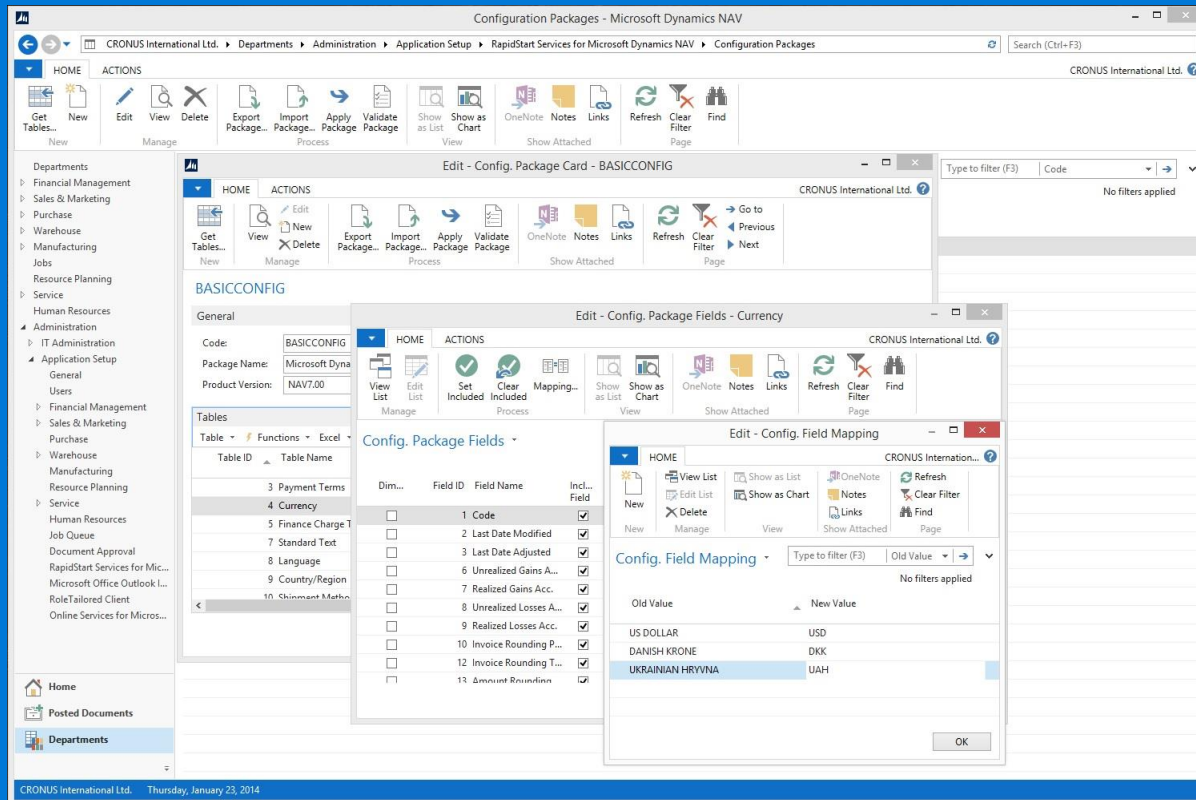 Configuration Packages - Microsoft Dynamics NAV
CRONUS International Ltd. Departments Administration Application Setup RapidStart Services for Microsoft Dynamics NAV Configuration Packages
Search (Ctrl+F3)
HOME ACTIONS
CRONUS International Ltd.
Get Tables... New Edit View Delete Export Package... Import Package... Apply Package Validate Package Show as List Show as Chart OneNote Notes Links Refresh Clear Filter Find
New Manage Process View Show Attached Page
Type to filter (F3) Code
No filters applied
Departments
Financial Management
Sales & Marketing
Purchase
Warehouse
Manufacturing
Jobs
Resource Planning
Service
Human Resources
Administration
IT Administration
Application Setup
General
Users
Financial Management
Sales & Marketing
Purchase
Warehouse
Manufacturing
Resource Planning
Service
Human Resources
Job Queue
Document Approval
RapidStart Services for Mic...
Microsoft Office Outlook I...
RoleTailored Client
Online Services for Micros...
Home
Posted Documents
Departments
Edit - Config. Package Card - BASICCONFIG
HOME ACTIONS
CRONUS International Ltd.
Get Tables... View Edit New Delete Export Package... Import Package... Apply Package Validate Package OneNote Notes Links Refresh Clear Filter Go to Previous Next
New Manage Process Show Attached Page
BASICCONFIG
General
Code: BASICCONFIG
Package Name: Microsoft Dyna
Product Version: NAV7.00
Tables
Table Functions Excel
Table ID Table Name
3 Payment Terms
4 Currency
5 Finance Charge T
7 Standard Text
8 Language
9 Country/Region
10 Shipment Metho
Edit - Config. Package Fields - Currency
HOME ACTIONS
CRONUS International Ltd.
View List Edit List Set Included Clear Included Mapping... Show as List Show as Chart OneNote Notes Links Refresh Clear Filter Find
Manage Process View Show Attached Page
Config. Package Fields
Dim... Field ID Field Name Incl... Field
1 Code
2 Last Date Modified
3 Last Date Adjusted
6 Unrealized Gains A...
7 Realized Gains Acc.
8 Unrealized Losses A...
9 Realized Losses Acc.
10 Invoice Rounding P...
12 Invoice Rounding T...
13 Amount Rounding
Edit - Config. Field Mapping
HOME
CRONUS Internation...
New View List Edit List Delete Show as List Show as Chart OneNote Notes Links Refresh Clear Filter Find
New Manage View Show Attached Page
Config. Field Mapping
Type to filter (F3) Old Value
No filters applied
Old Value New Value
US DOLLAR USD
DANISH KRONE DKK
UKRAINIAN HRYVNA UAH
OK
CRONUS International Ltd. Thursday, January 23, 2014